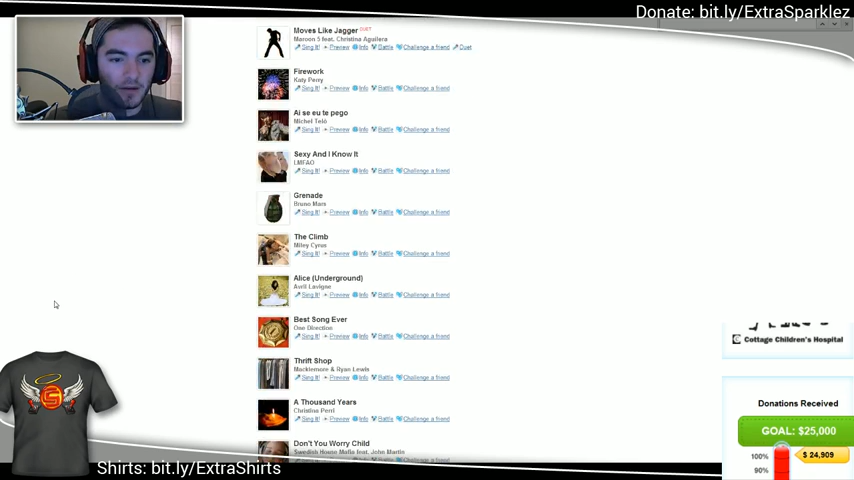 Donate: bit.ly/ExtraSparklez
Moves Like Jagger DUET
Maroon 5 feat. Christina Aguilera
Sing It! Preview Info Battle Challenge a friend Duet
Firework
Katy Perry
Sing It! Preview Info Battle Challenge a friend
Ai se eu te pego
Michel Teló
Sing It! Preview Info Battle Challenge a friend
Sexy And I Know It
LMFAO
Sing It! Preview Info Battle Challenge a friend
Grenade
Bruno Mars
Sing It! Preview Info Battle Challenge a friend
The Climb
Miley Cyrus
Sing It! Preview Info Battle Challenge a friend
Alice (Underground)
Avril Lavigne
Sing It! Preview Info Battle Challenge a friend
Best Song Ever
One Direction
Sing It! Preview Info Battle Challenge a friend
Thrift Shop
Macklemore & Ryan Lewis
Sing It! Preview Info Battle Challenge a friend
A Thousand Years
Christina Perri
Sing It! Preview Info Battle Challenge a friend
Don't You Worry Child
Swedish House Mafia feat. John Martin
Cottage Children's Hospital
Donations Received
GOAL: $25,000
100%
$ 24,909
90%
Shirts: bit.ly/ExtraShirts